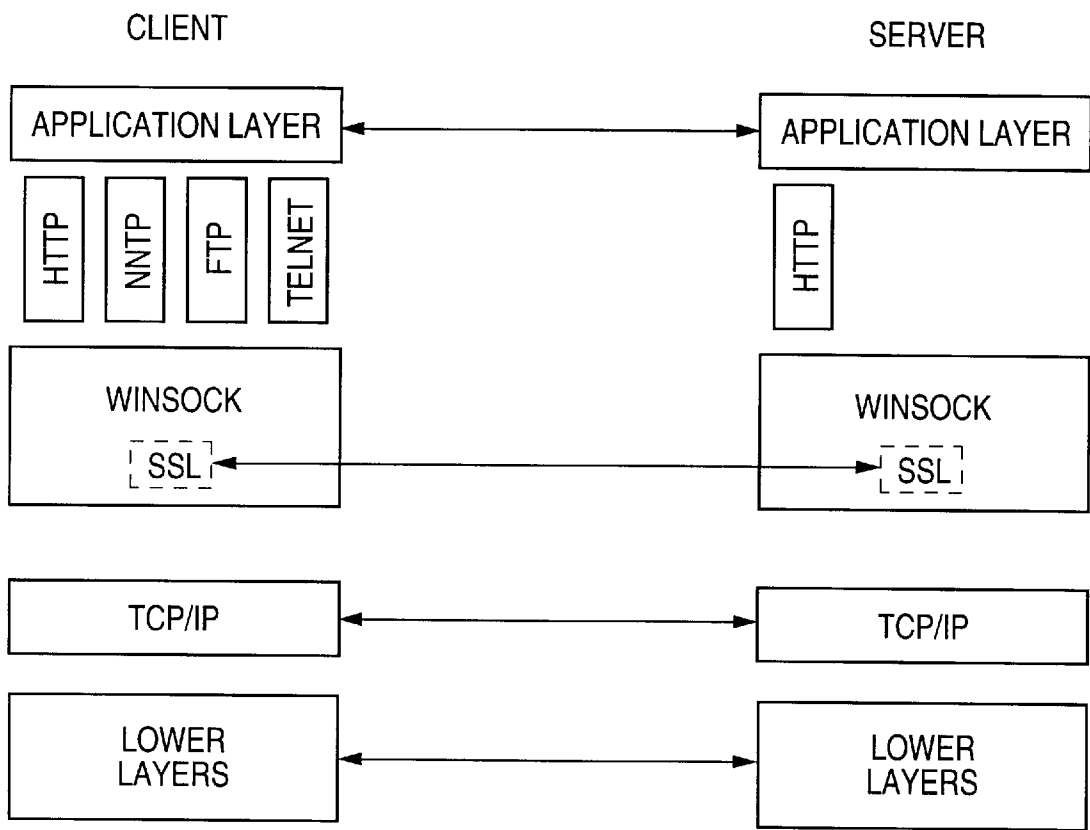 CLIENT
SERVER
APPLICATION LAYER
APPLICATION LAYER
HTTP
NNTP
FTP
TELNET
HTTP
WINSOCK
WINSOCK
SSL
SSL
TCP/IP
TCP/IP
LOWER
LAYERS
LOWER
LAYERS